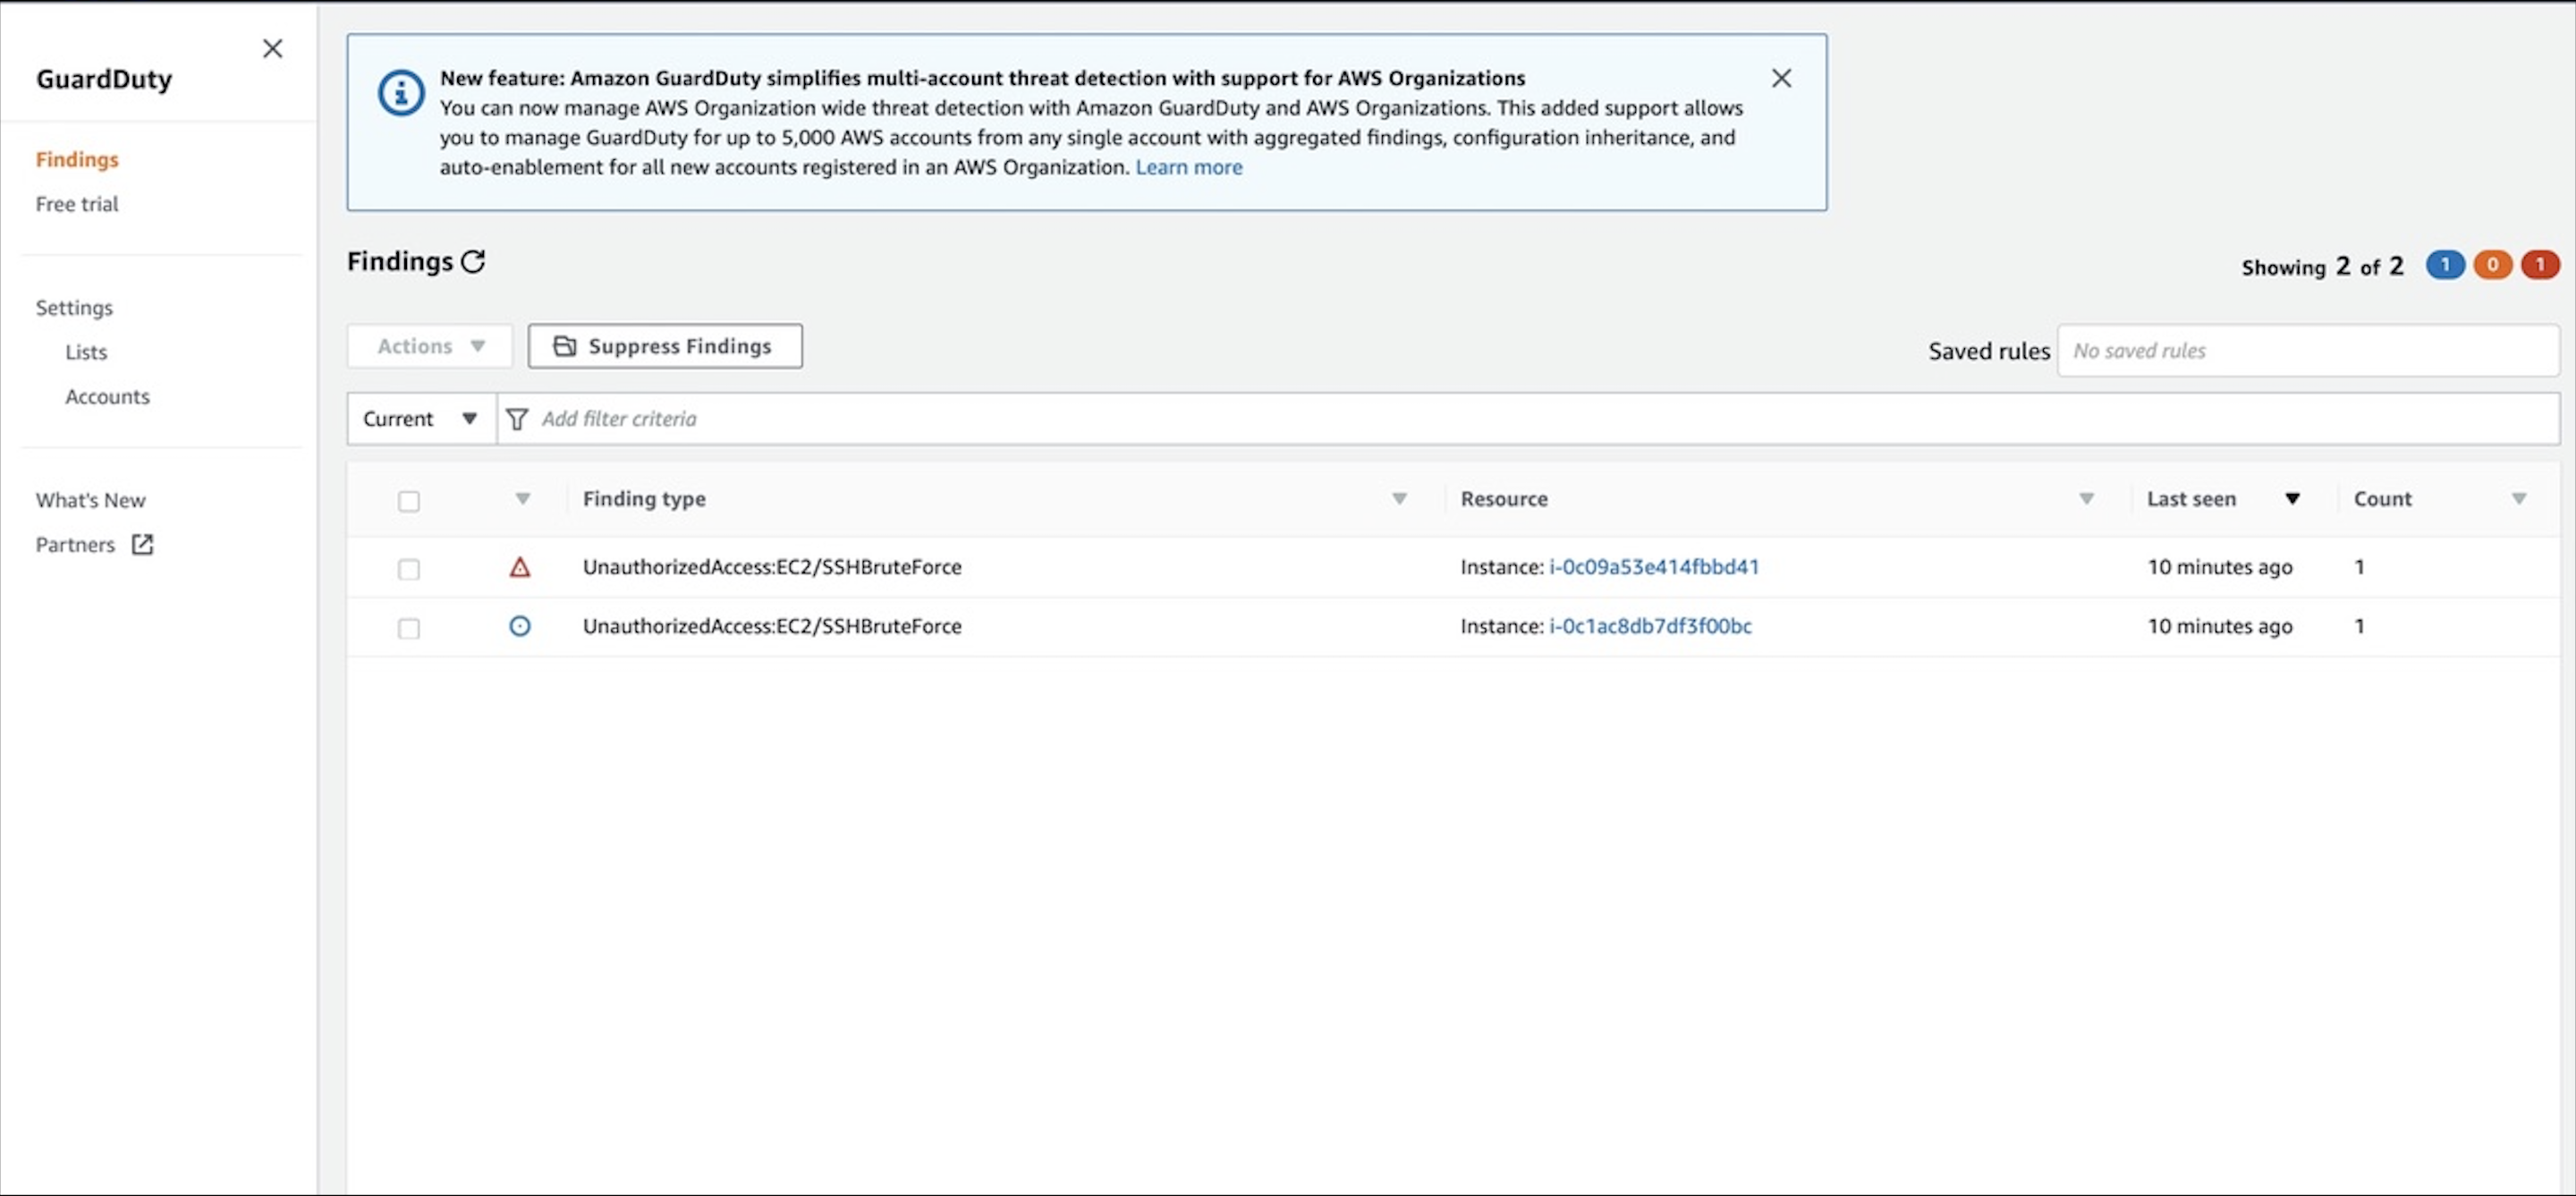 GuardDuty
Findings
Free trial
Settings
Lists
Accounts
What's New
Partners
New feature: Amazon GuardDuty simplifies multi-account threat detection with support for AWS Organizations
You can now manage AWS Organization wide threat detection with Amazon GuardDuty and AWS Organizations. This added support allows
you to manage GuardDuty for up to 5,000 AWS accounts from any single account with aggregated findings, configuration inheritance, and
auto-enablement for all new accounts registered in an AWS Organization. Learn more
Findings
Showing 2 of 2 1 0 1
Actions Suppress Findings
Saved rules No saved rules
Current Add filter criteria
Finding type Resource Last seen Count
UnauthorizedAccess:EC2/SSHBruteForce Instance: i-0c09a53e414fbbd41 10 minutes ago 1
UnauthorizedAccess:EC2/SSHBruteForce Instance: i-0c1ac8db7df3f00bc 10 minutes ago 1